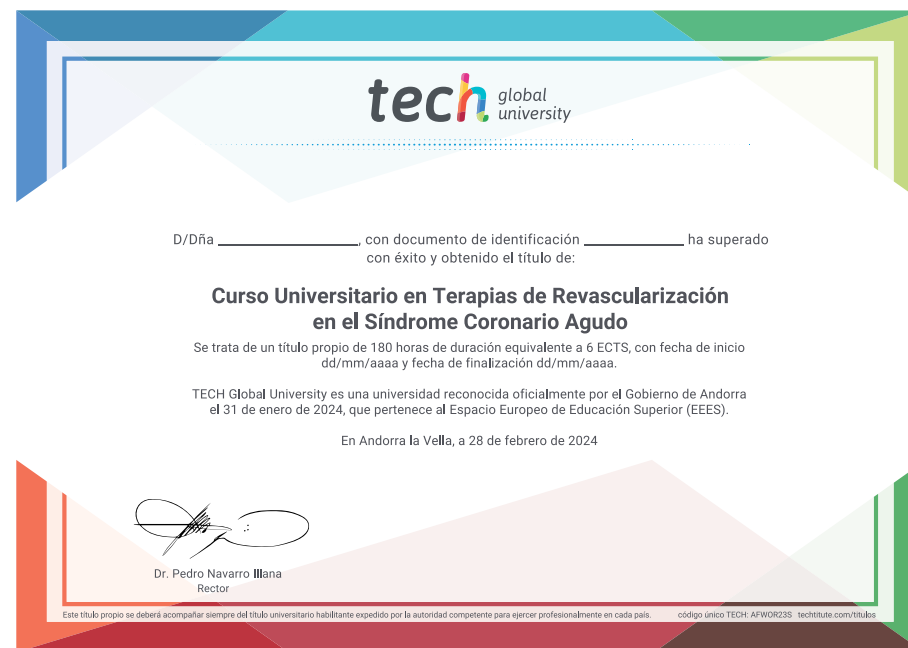 tech global
university
D/Dña ____________________, con documento de identificación ______________ ha superado
con éxito y obtenido el título de:
Curso Universitario en Terapias de Revascularización
en el Síndrome Coronario Agudo
Se trata de un título propio de 180 horas de duración equivalente a 6 ECTS, con fecha de inicio
dd/mm/aaaa y fecha de finalización dd/mm/aaaa.
TECH Global University es una universidad reconocida oficialmente por el Gobierno de Andorra
el 31 de enero de 2024, que pertenece al Espacio Europeo de Educación Superior (EEES).
En Andorra la Vella, a 28 de febrero de 2024
Dr. Pedro Navarro Illana
Rector
Este título propio se deberá acompañar siempre del título universitario habilitante expedido por la autoridad competente para ejercer profesionalmente en cada país. código único TECH: AFWOR23S techtitute.com/titulos